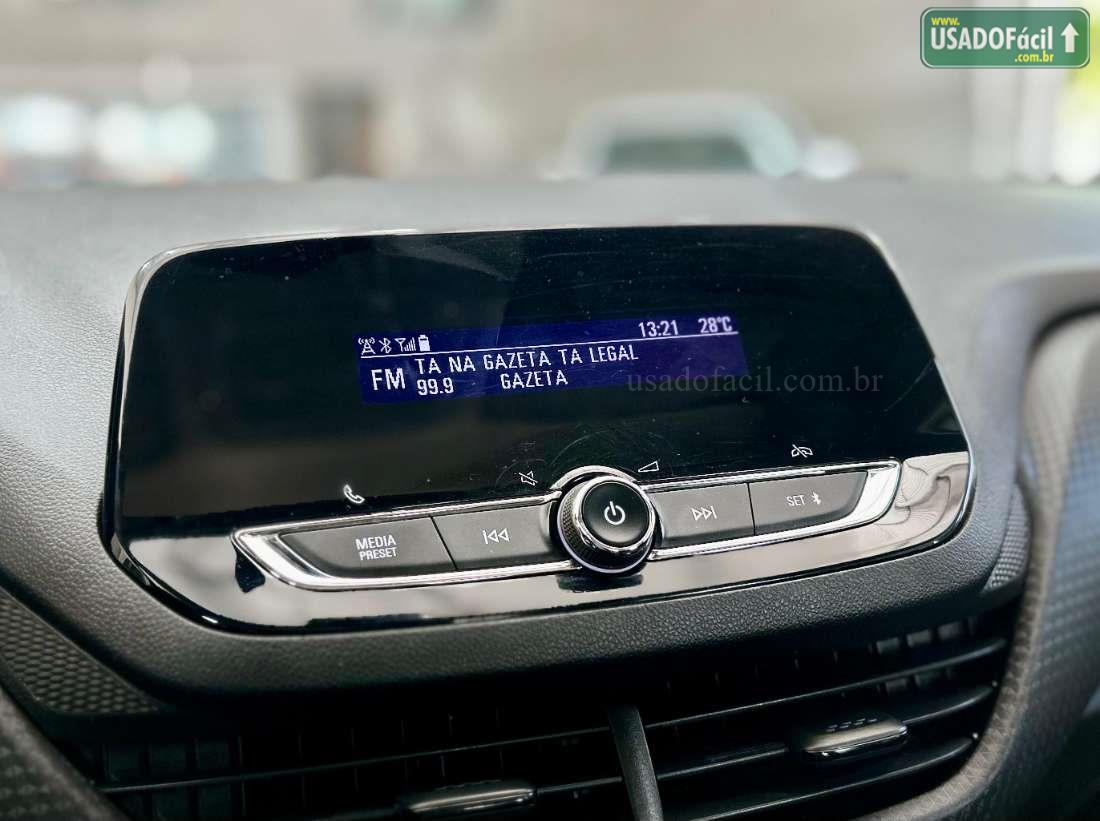 www.
USADOFácil
.com.br
13:21 28°C
TA NA GAZETA TA LEGAL
FM 99.9 GAZETA
usadofacil.com.br
MEDIA
PRESET
SET